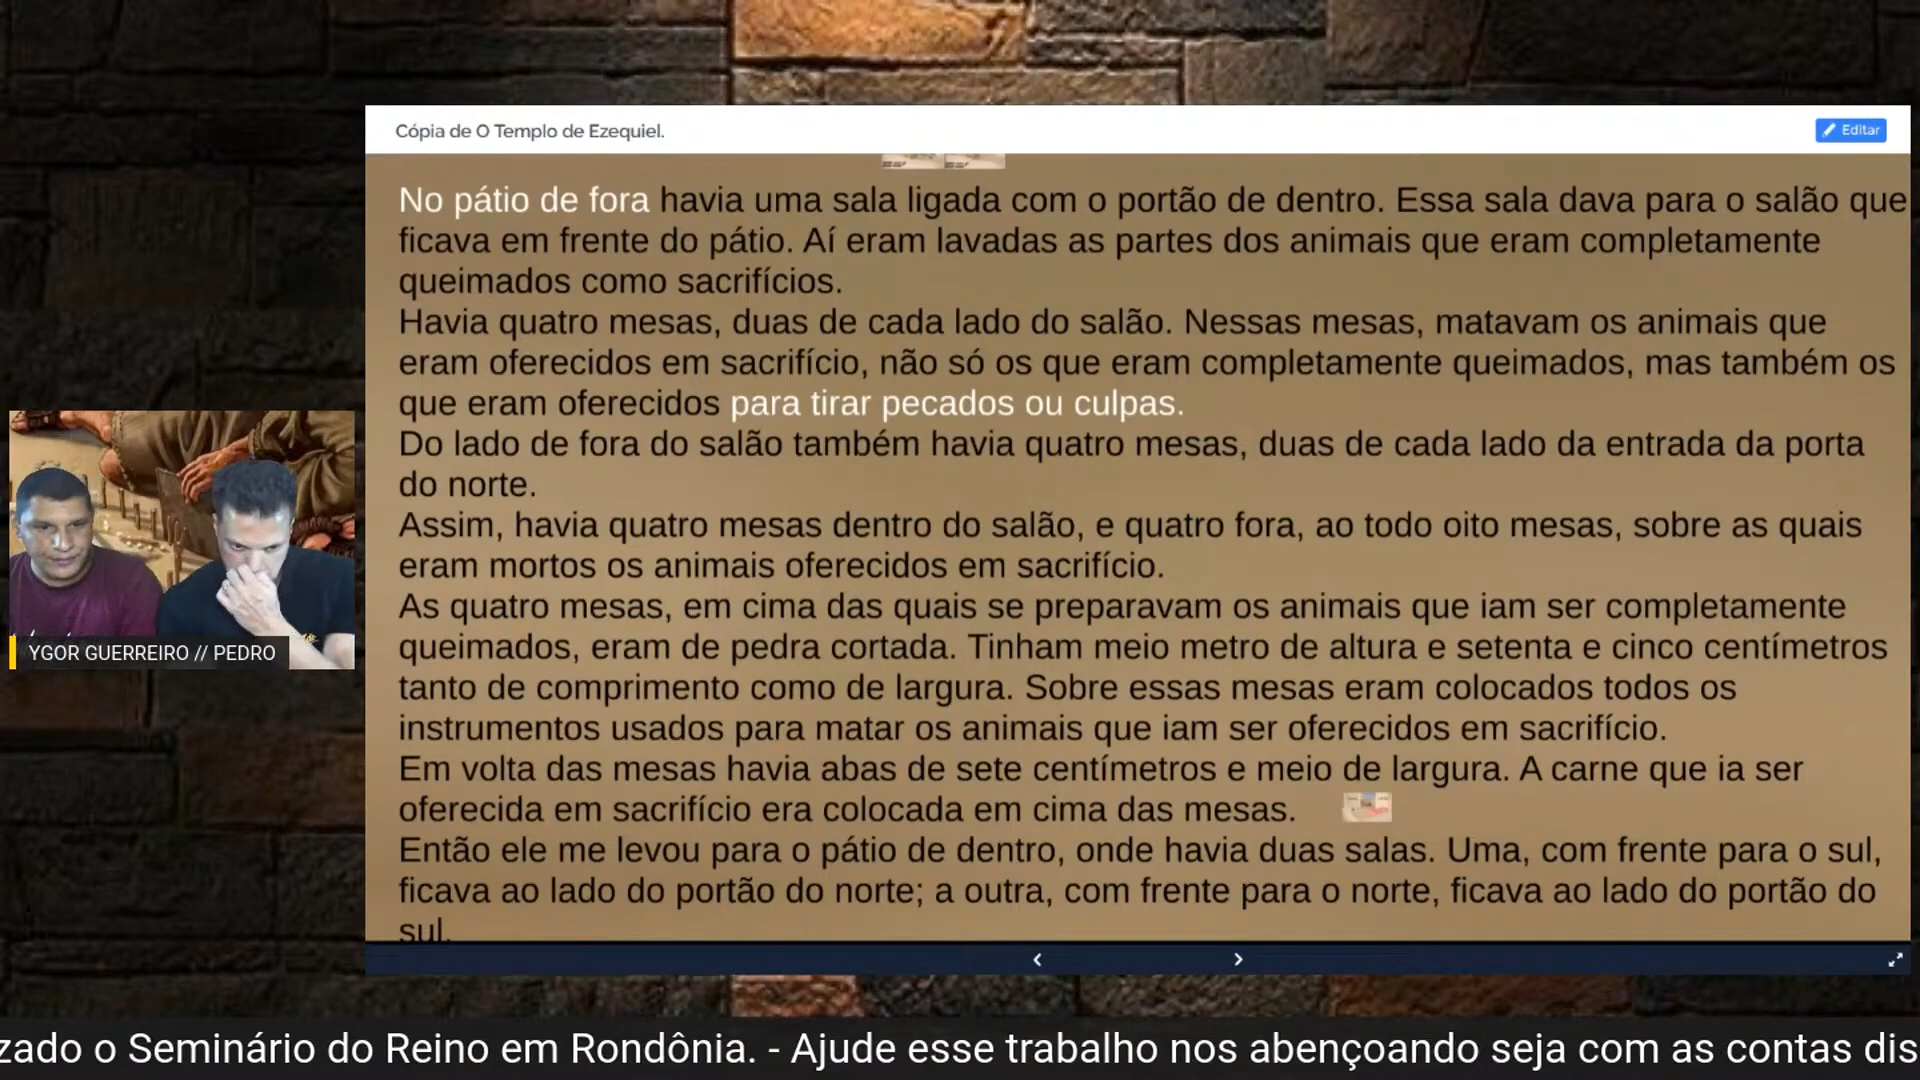 Cópia de O Templo de Ezequiel.
Editar
No pátio de fora havia uma sala ligada com o portão de dentro. Essa sala dava para o salão que
ficava em frente do pátio. Aí eram lavadas as partes dos animais que eram completamente
queimados como sacrifícios.
Havia quatro mesas, duas de cada lado do salão. Nessas mesas, matavam os animais que
eram oferecidos em sacrifício, não só os que eram completamente queimados, mas também os
que eram oferecidos para tirar pecados ou culpas.
Do lado de fora do salão também havia quatro mesas, duas de cada lado da entrada da porta
do norte.
Assim, havia quatro mesas dentro do salão, e quatro fora, ao todo oito mesas, sobre as quais
eram mortos os animais oferecidos em sacrifício.
As quatro mesas, em cima das quais se preparavam os animais que iam ser completamente
queimados, eram de pedra cortada. Tinham meio metro de altura e setenta e cinco centímetros
tanto de comprimento como de largura. Sobre essas mesas eram colocados todos os
instrumentos usados para matar os animais que iam ser oferecidos em sacrifício.
Em volta das mesas havia abas de sete centímetros e meio de largura. A carne que ia ser
oferecida em sacrifício era colocada em cima das mesas.
Então ele me levou para o pátio de dentro, onde havia duas salas. Uma, com frente para o sul,
ficava ao lado do portão do norte; a outra, com frente para o norte, ficava ao lado do portão do
sul.
YGOR GUERREIRO // PEDRO
zado o Seminário do Reino em Rondônia. - Ajude esse trabalho nos abençoando seja com as contas dis